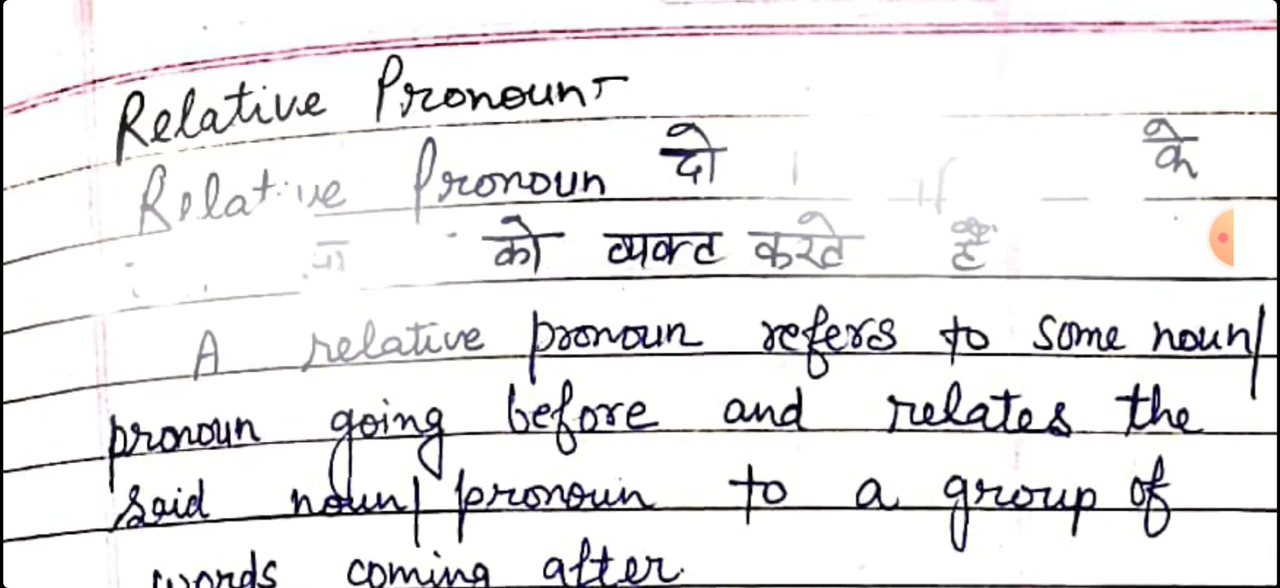 Relative Pronoun-
Relative Pronoun दो के
को व्यक्त करते हैं
A relative pronoun refers to some noun/
pronoun going before and relates the
said noun/pronoun to a group of
words coming after.